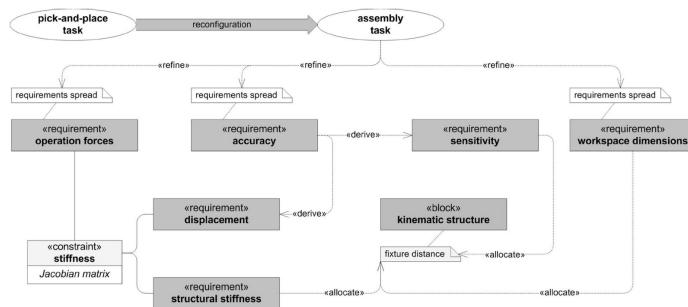 pick-and-place
task
reconfiguration
assembly
task
«refine»
«refine»
«refine»
requirements spread
requirements spread
requirements spread
«requirement»
operation forces
«requirement»
accuracy
«derive»
«requirement»
sensitivity
«requirement»
workspace dimensions
«requirement»
displacement
«derive»
«block»
kinematic structure
«constraint»
stiffness
Jacobian matrix
fixture distance
«allocate»
«requirement»
structural stiffness
«allocate»
«allocate»